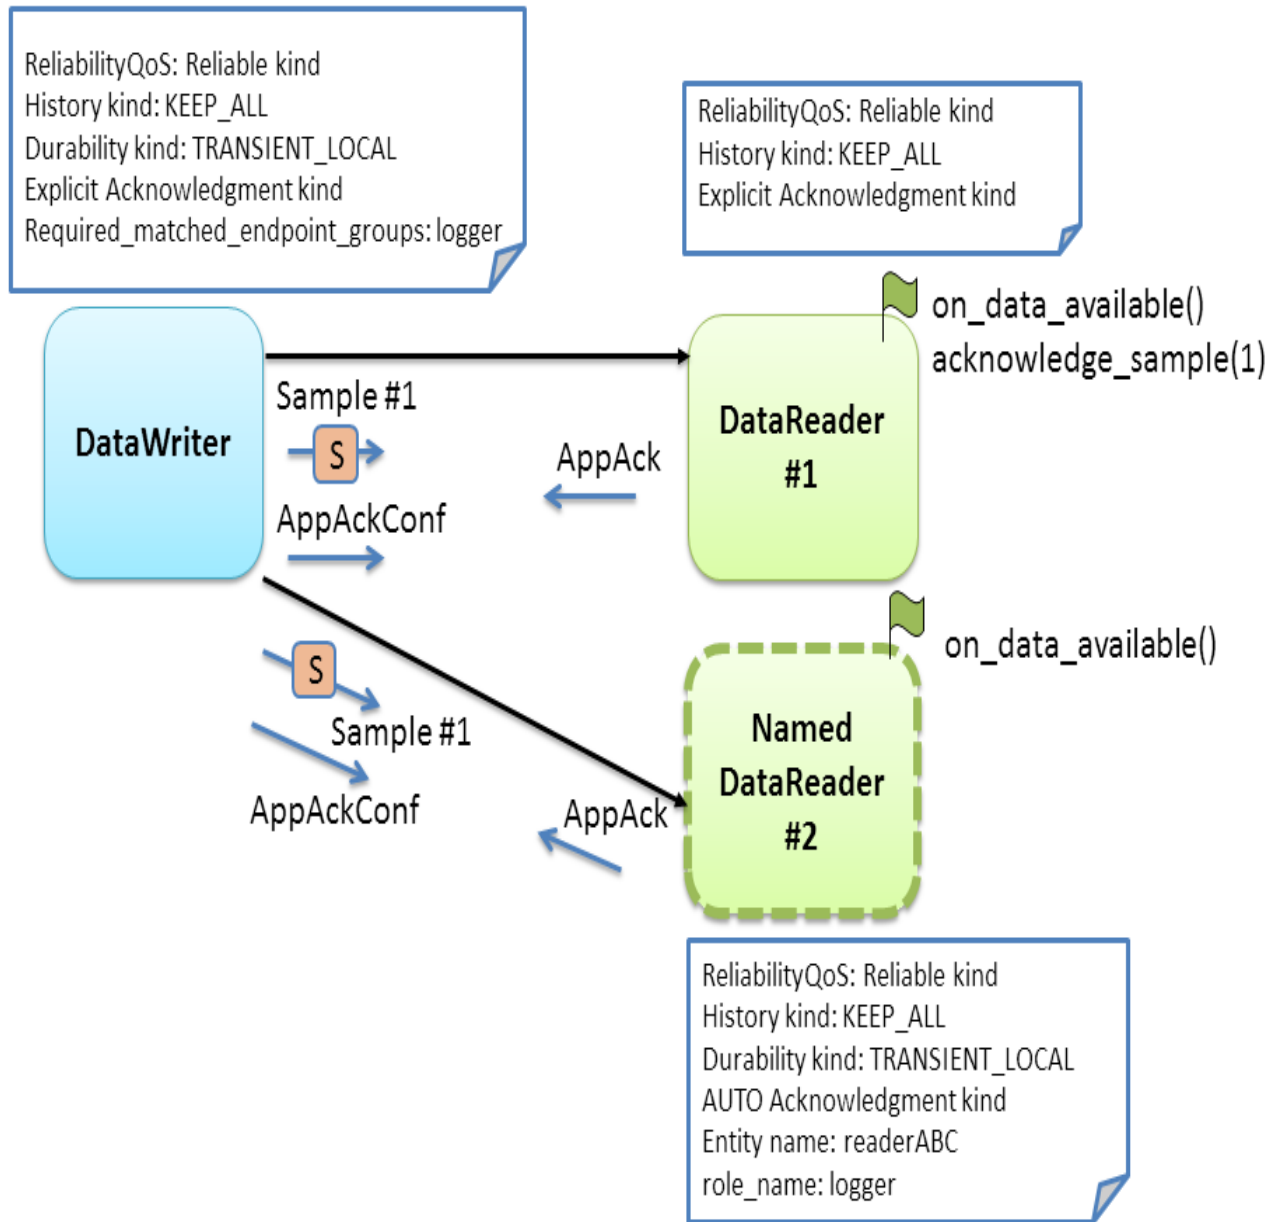 ReliabilityQoS: Reliable kind
History kind: KEEP_ALL
Durability kind: TRANSIENT_LOCAL
Explicit Acknowledgment kind
Required_matched_endpoint_groups: logger
ReliabilityQoS: Reliable kind
History kind: KEEP_ALL
Explicit Acknowledgment kind
on_data_available()
acknowledge_sample(1)
DataWriter
Sample #1
S
AppAckConf
AppAck
DataReader
#1
on_data_available()
S
Sample #1
AppAckConf
AppAck
Named
DataReader
#2
ReliabilityQoS: Reliable kind
History kind: KEEP_ALL
Durability kind: TRANSIENT_LOCAL
AUTO Acknowledgment kind
Entity name: readerABC
role_name: logger